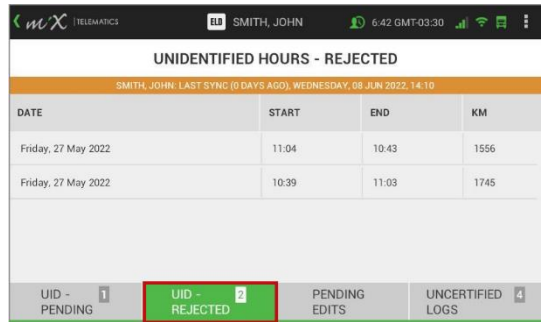 m¡X TELEMATICS ELD SMITH, JOHN 6:42 GMT-03:30
UNIDENTIFIED HOURS - REJECTED
SMITH, JOHN: LAST SYNC (0 DAYS AGO), WEDNESDAY, 08 JUN 2022, 14:10
DATE START END KM
Friday, 27 May 2022 11:04 10:43 1556
Friday, 27 May 2022 10:39 11:03 1745
UID - 1 UID - 2 PENDING UNCERTIFIED 4
PENDING REJECTED EDITS LOGS